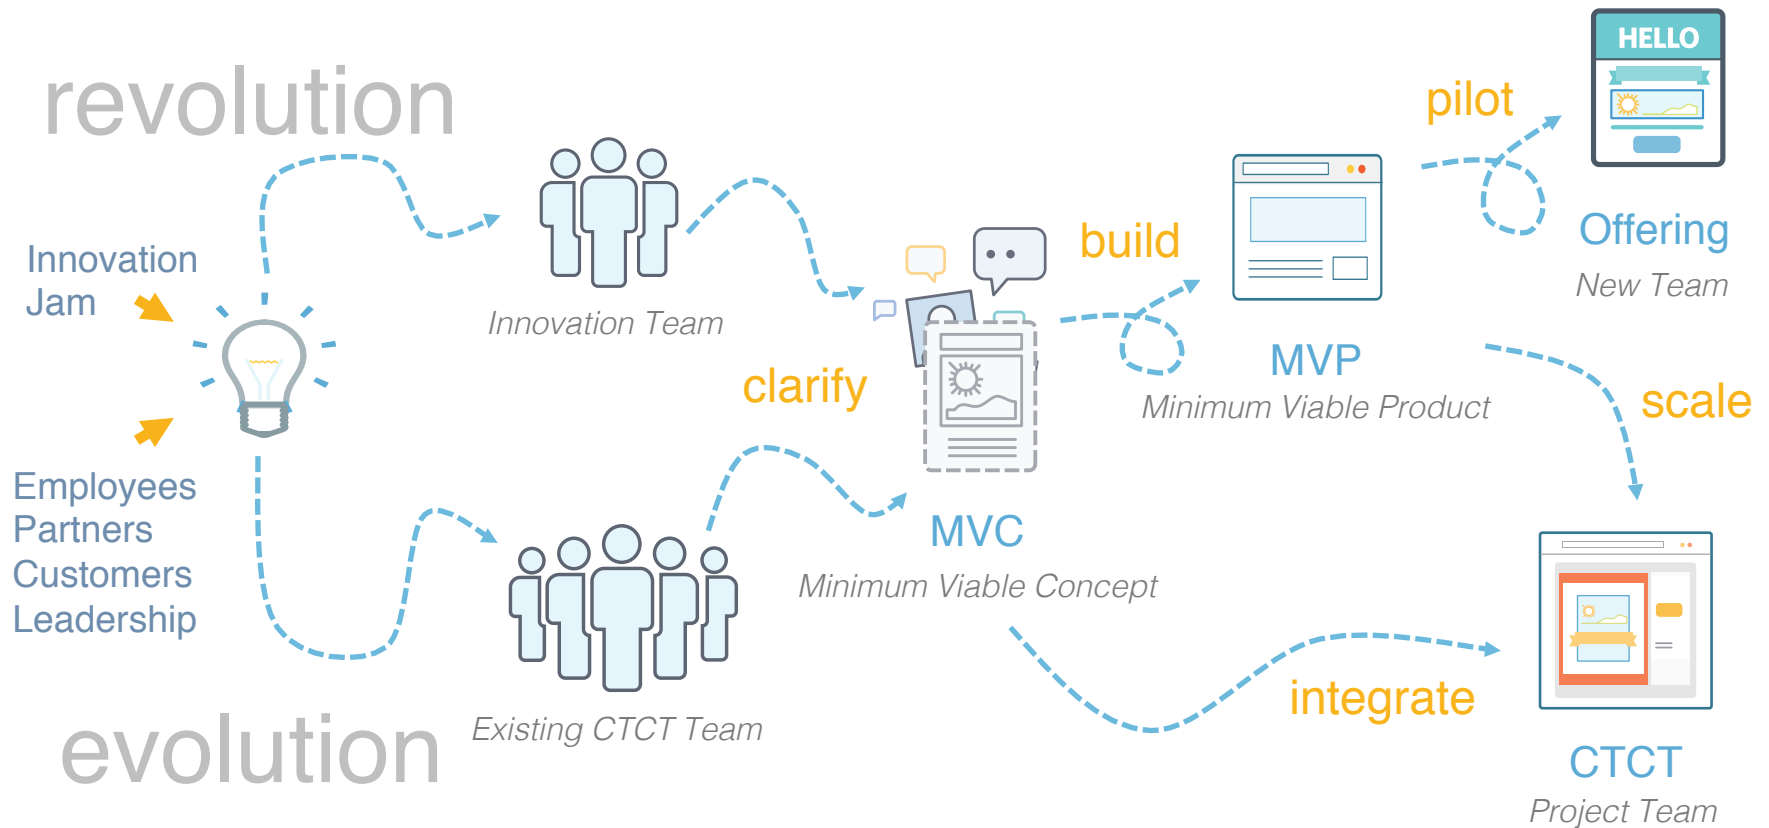 revolution
Innovation
Jam
Employees
Partners
Customers
Leadership
evolution
Innovation Team
Existing CTCT Team
clarify
MVC
Minimum Viable Concept
build
MVP
Minimum Viable Product
pilot
HELLO
Offering
New Team
scale
integrate
CTCT
Project Team